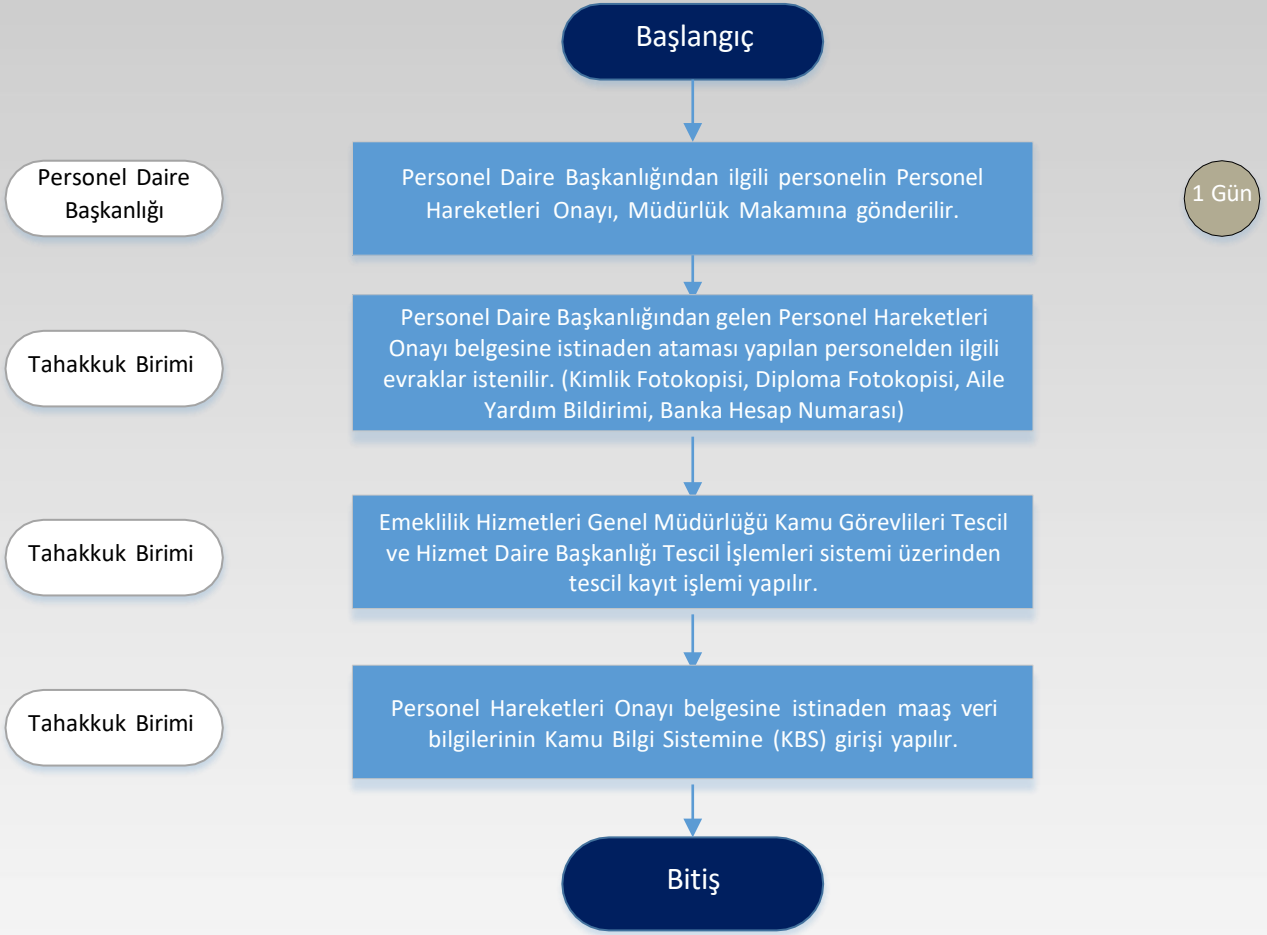 Başlangıç
Personel Daire
Başkanlığı
Personel Daire Başkanlığından ilgili personelin Personel
Hareketleri Onayı, Müdürlük Makamına gönderilir.
1 Gün
Tahakkuk Birimi
Personel Daire Başkanlığından gelen Personel Hareketleri
Onayı belgesine istinaden ataması yapılan personelden ilgili
evraklar istenilir. (Kimlik Fotokopisi, Diploma Fotokopisi, Aile
Yardım Bildirimi, Banka Hesap Numarası)
Tahakkuk Birimi
Emeklilik Hizmetleri Genel Müdürlüğü Kamu Görevlileri Tescil
ve Hizmet Daire Başkanlığı Tescil İşlemleri sistemi üzerinden
tescil kayıt işlemi yapılır.
Tahakkuk Birimi
Personel Hareketleri Onayı belgesine istinaden maaş veri
bilgilerinin Kamu Bilgi Sistemine (KBS) girişi yapılır.
Bitiş